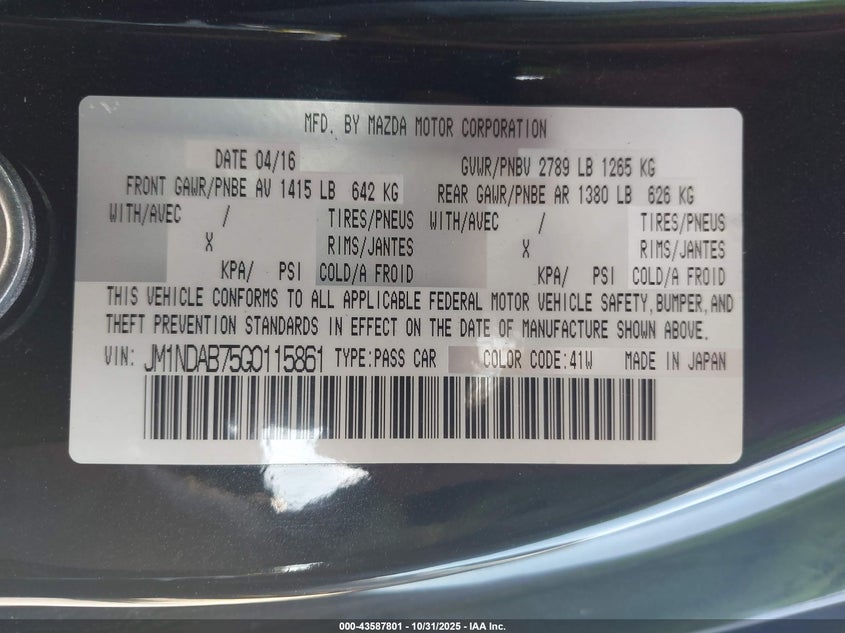 MFD. BY MAZDA MOTOR CORPORATION
DATE 04/16 GVWR/PNBV 2789 LB 1265 KG
FRONT GAWR/PNBE AV 1415 LB 642 KG REAR GAWR/PNBE AR 1380 LB 626 KG
WITH/AVEC / TIRES/PNEUS WITH/AVEC / TIRES/PNEUS
X RIMS/JANTES X RIMS/JANTES
KPA/ PSI COLD/A FROID KPA/ PSI COLD/A FROID
THIS VEHICLE CONFORMS TO ALL APPLICABLE FEDERAL MOTOR VEHICLE SAFETY, BUMPER, AND
THEFT PREVENTION STANDARDS IN EFFECT ON THE DATE OF MANUFACTURE SHOWN ABOVE.
VIN: JM1NDAB75G0115861 TYPE:PASS CAR COLOR CODE:41W MADE IN JAPAN
000-43587801 | 10/31/2025 - IAA Inc.